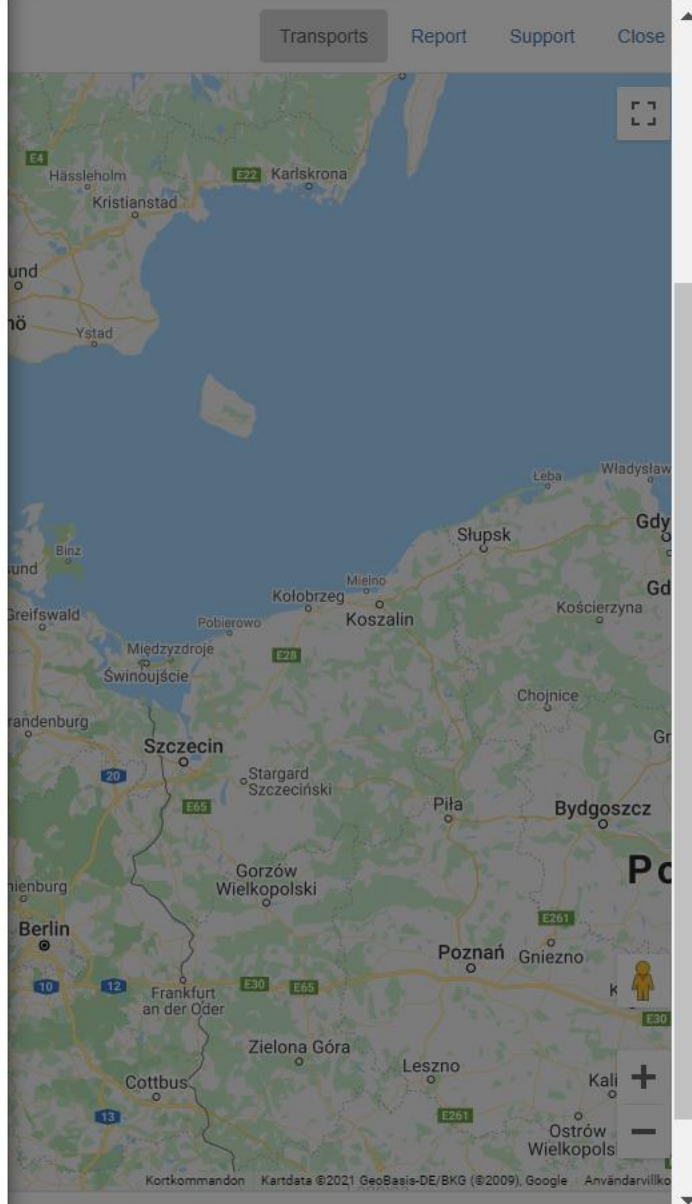 Transports Report Support Close
E4
Hässleholm
E22
Karlskrona
Kristianstad
und
nö
Ystad
Łeba
Władysław
Gdy
Słupsk
Binz
und
Mielno
Gd
Kołobrzeg
Kościerzyna
Greifswald
Koszalin
Pobierowo
Międzyzdroje
E28
Świnoujście
Chojnice
randenburg
Gr
Szczecin
20
Stargard
Szczeciński
E65
Piła
Bydgoszcz
Po
Gorzów
Wielkopolski
nienburg
E261
Berlin
Poznań
Gniezno
10
12
Frankfurt
an der Oder
E30
E65
K
E30
Zielona Góra
Leszno
Kali
Cottbus
13
E261
Ostrów
Wielkopols
Kortkommandon Kartdata ©2021 GeoBasis-DE/BKG (©2009), Google Användarvillko